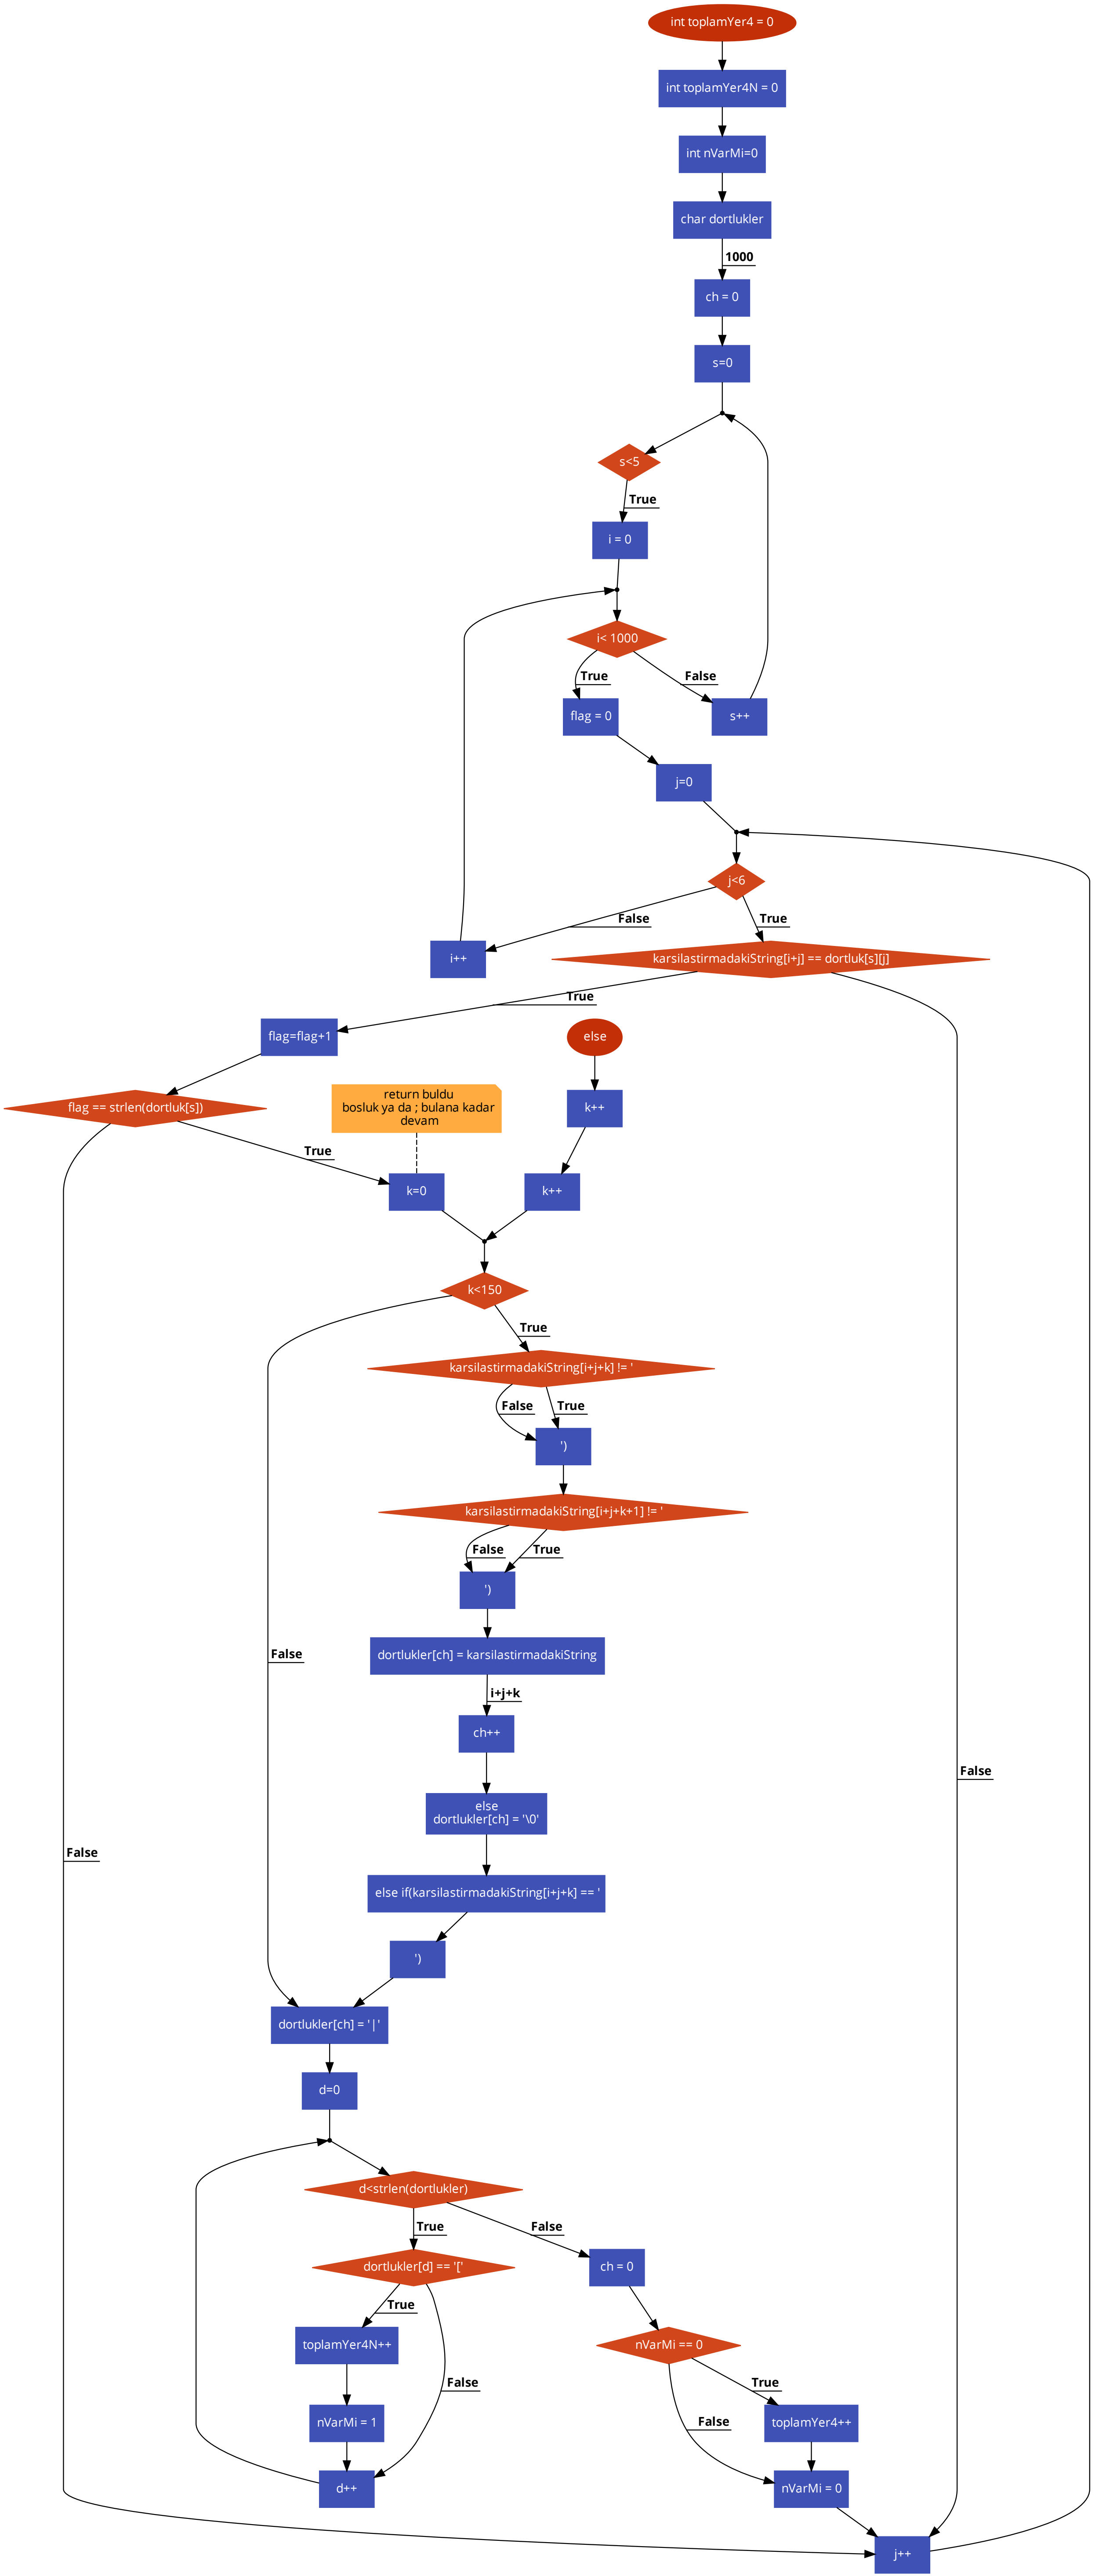 int toplamYer4 = 0
int toplamYer4N = 0
int nVarMi=0
char dortlukler
1000
ch = 0
s=0
s<5
True
i = 0
i< 1000
True
False
flag = 0
s++
j=0
j<6
False
True
i++
karsilastirmadakiString[i+j] == dortluk[s][j]
True
flag=flag+1
else
flag == strlen(dortluk[s])
return buldu
bosluk ya da ; bulana kadar
devam
k++
True
k=0
k++
k<150
True
karsilastirmadakiString[i+j+k] != '
False
True
')
karsilastirmadakiString[i+j+k+1] != '
False
True
')
False
dortlukler[ch] = karsilastirmadakiString
i+j+k
ch++
False
else
dortlukler[ch] = '\0'
False
else if(karsilastirmadakiString[i+j+k] == '
')
dortlukler[ch] = '|'
d=0
d<strlen(dortlukler)
True
False
dortlukler[d] == '['
ch = 0
True
toplamYer4N++
nVarMi == 0
False
True
nVarMi = 1
toplamYer4++
False
d++
nVarMi = 0
j++